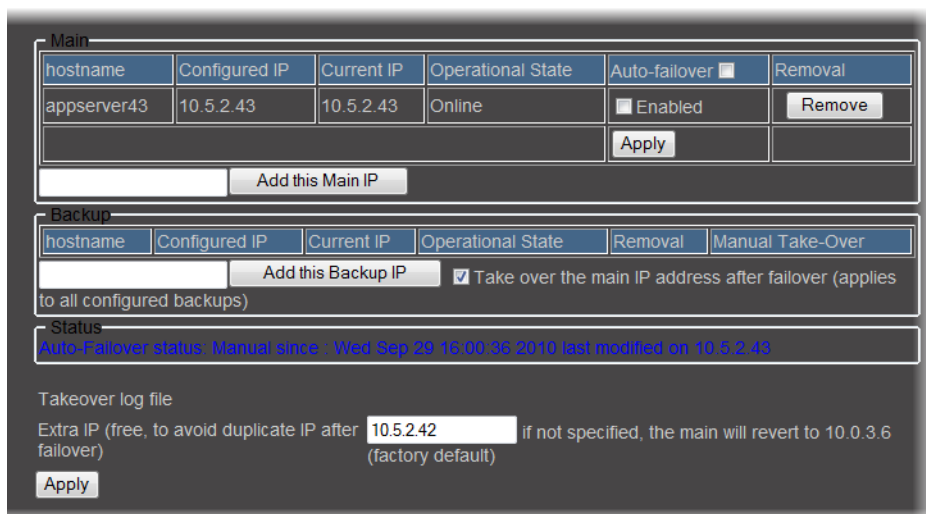 Main
hostname Configured IP Current IP Operational State Auto-failover Removal
appserver43 10.5.2.43 10.5.2.43 Online Enabled Remove
Apply
Add this Main IP
Backup
hostname Configured IP Current IP Operational State Removal Manual Take-Over
Add this Backup IP Take over the main IP address after failover (applies
to all configured backups)
Status
Auto-Failover status: Manual since : Wed Sep 29 16:00:36 2010 last modified on 10.5.2.43
Takeover log file
Extra IP (free, to avoid duplicate IP after 10.5.2.42 if not specified, the main will revert to 10.0.3.6
failover) (factory default)
Apply